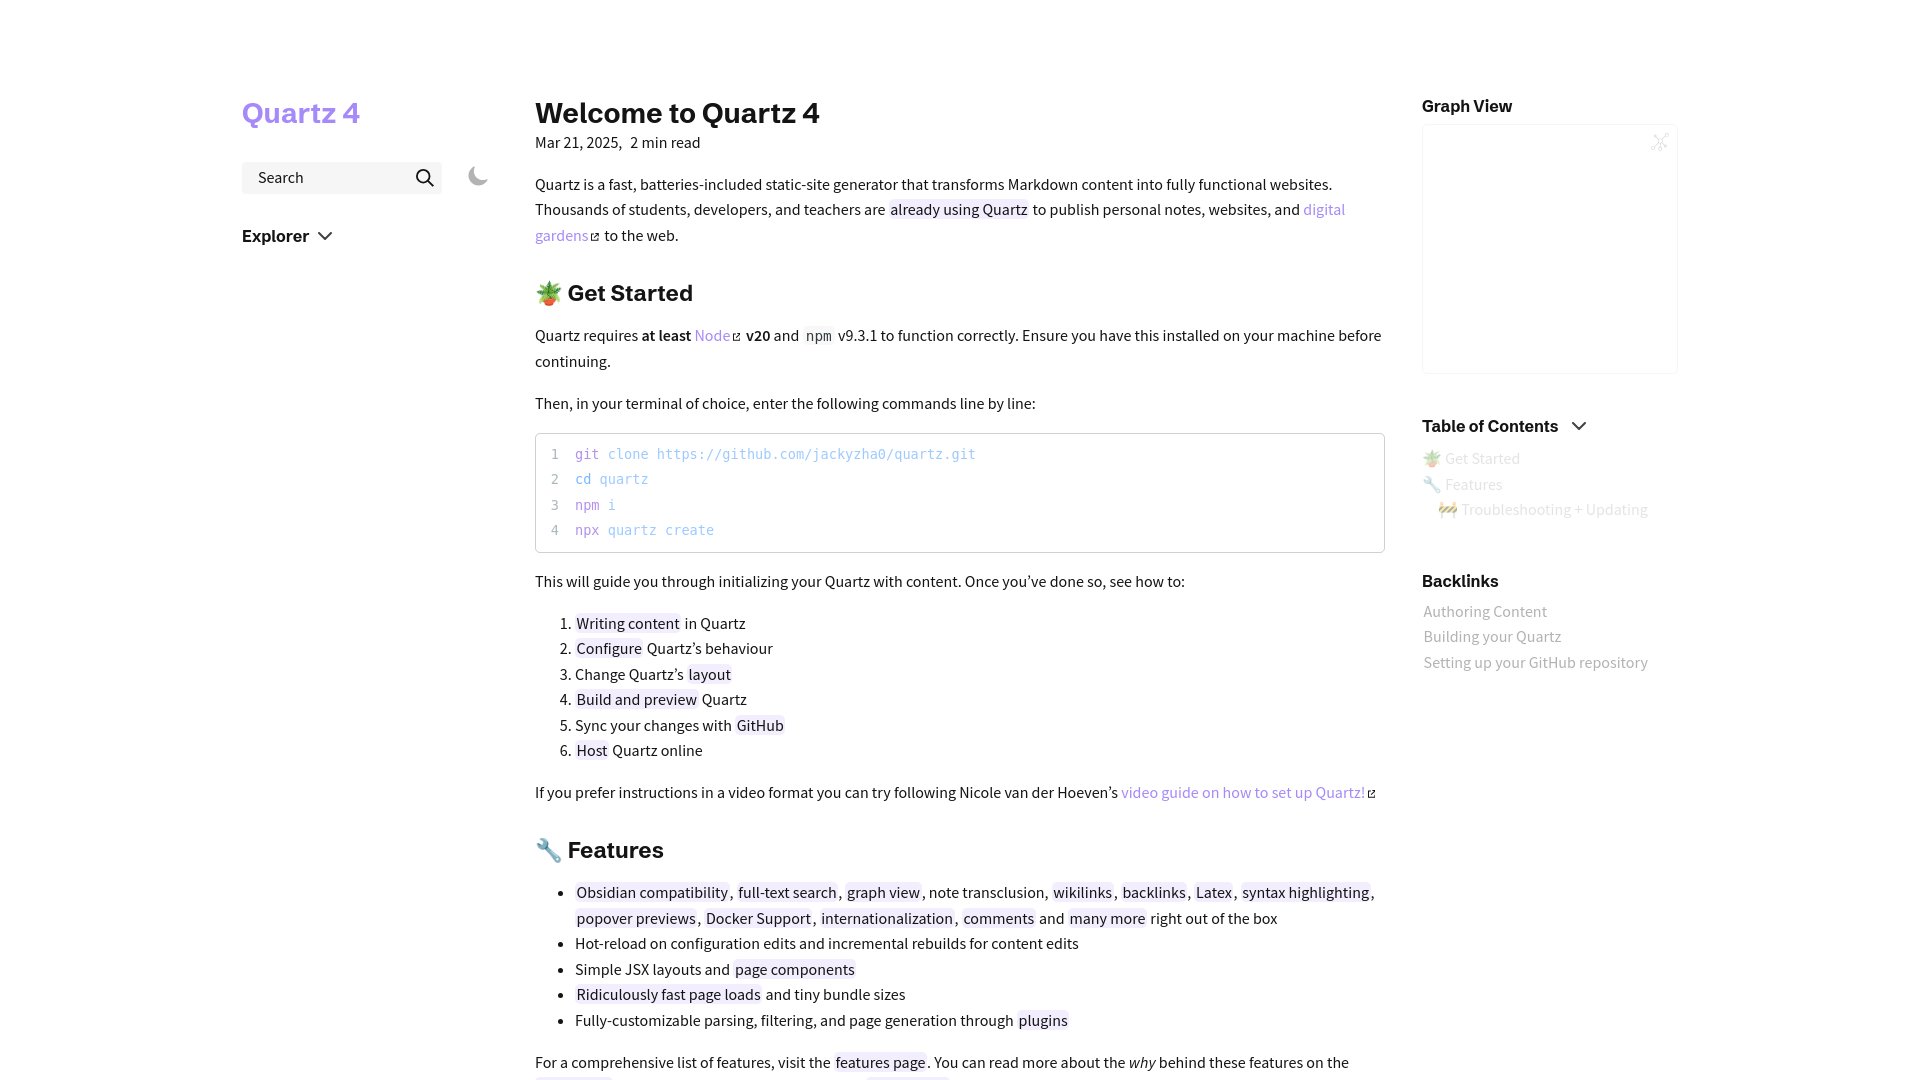 Quartz 4
Search
Explorer
Welcome to Quartz 4
Mar 21, 2025, 2 min read
Quartz is a fast, batteries-included static-site generator that transforms Markdown content into fully functional websites.
Thousands of students, developers, and teachers are already using Quartz to publish personal notes, websites, and digital
gardens to the web.
🪴 Get Started
Quartz requires at least Node v20 and npm v9.3.1 to function correctly. Ensure you have this installed on your machine before
continuing.
Then, in your terminal of choice, enter the following commands line by line:
1 git clone https://github.com/jackyzha0/quartz.git
2 cd quartz
3 npm i
4 npx quartz create
This will guide you through initializing your Quartz with content. Once you’ve done so, see how to:
1. Writing content in Quartz
2. Configure Quartz’s behaviour
3. Change Quartz’s layout
4. Build and preview Quartz
5. Sync your changes with GitHub
6. Host Quartz online
If you prefer instructions in a video format you can try following Nicole van der Hoeven’s video guide on how to set up Quartz!
🔧 Features
• Obsidian compatibility, full-text search, graph view, note transclusion, wikilinks, backlinks, Latex, syntax highlighting,
popover previews, Docker Support, internationalization, comments and many more right out of the box
• Hot-reload on configuration edits and incremental rebuilds for content edits
• Simple JSX layouts and page components
• Ridiculously fast page loads and tiny bundle sizes
• Fully-customizable parsing, filtering, and page generation through plugins
For a comprehensive list of features, visit the features page. You can read more about the why behind these features on the
Graph View
Table of Contents
🪴 Get Started
🔧 Features
🚧 Troubleshooting + Updating
Backlinks
Authoring Content
Building your Quartz
Setting up your GitHub repository